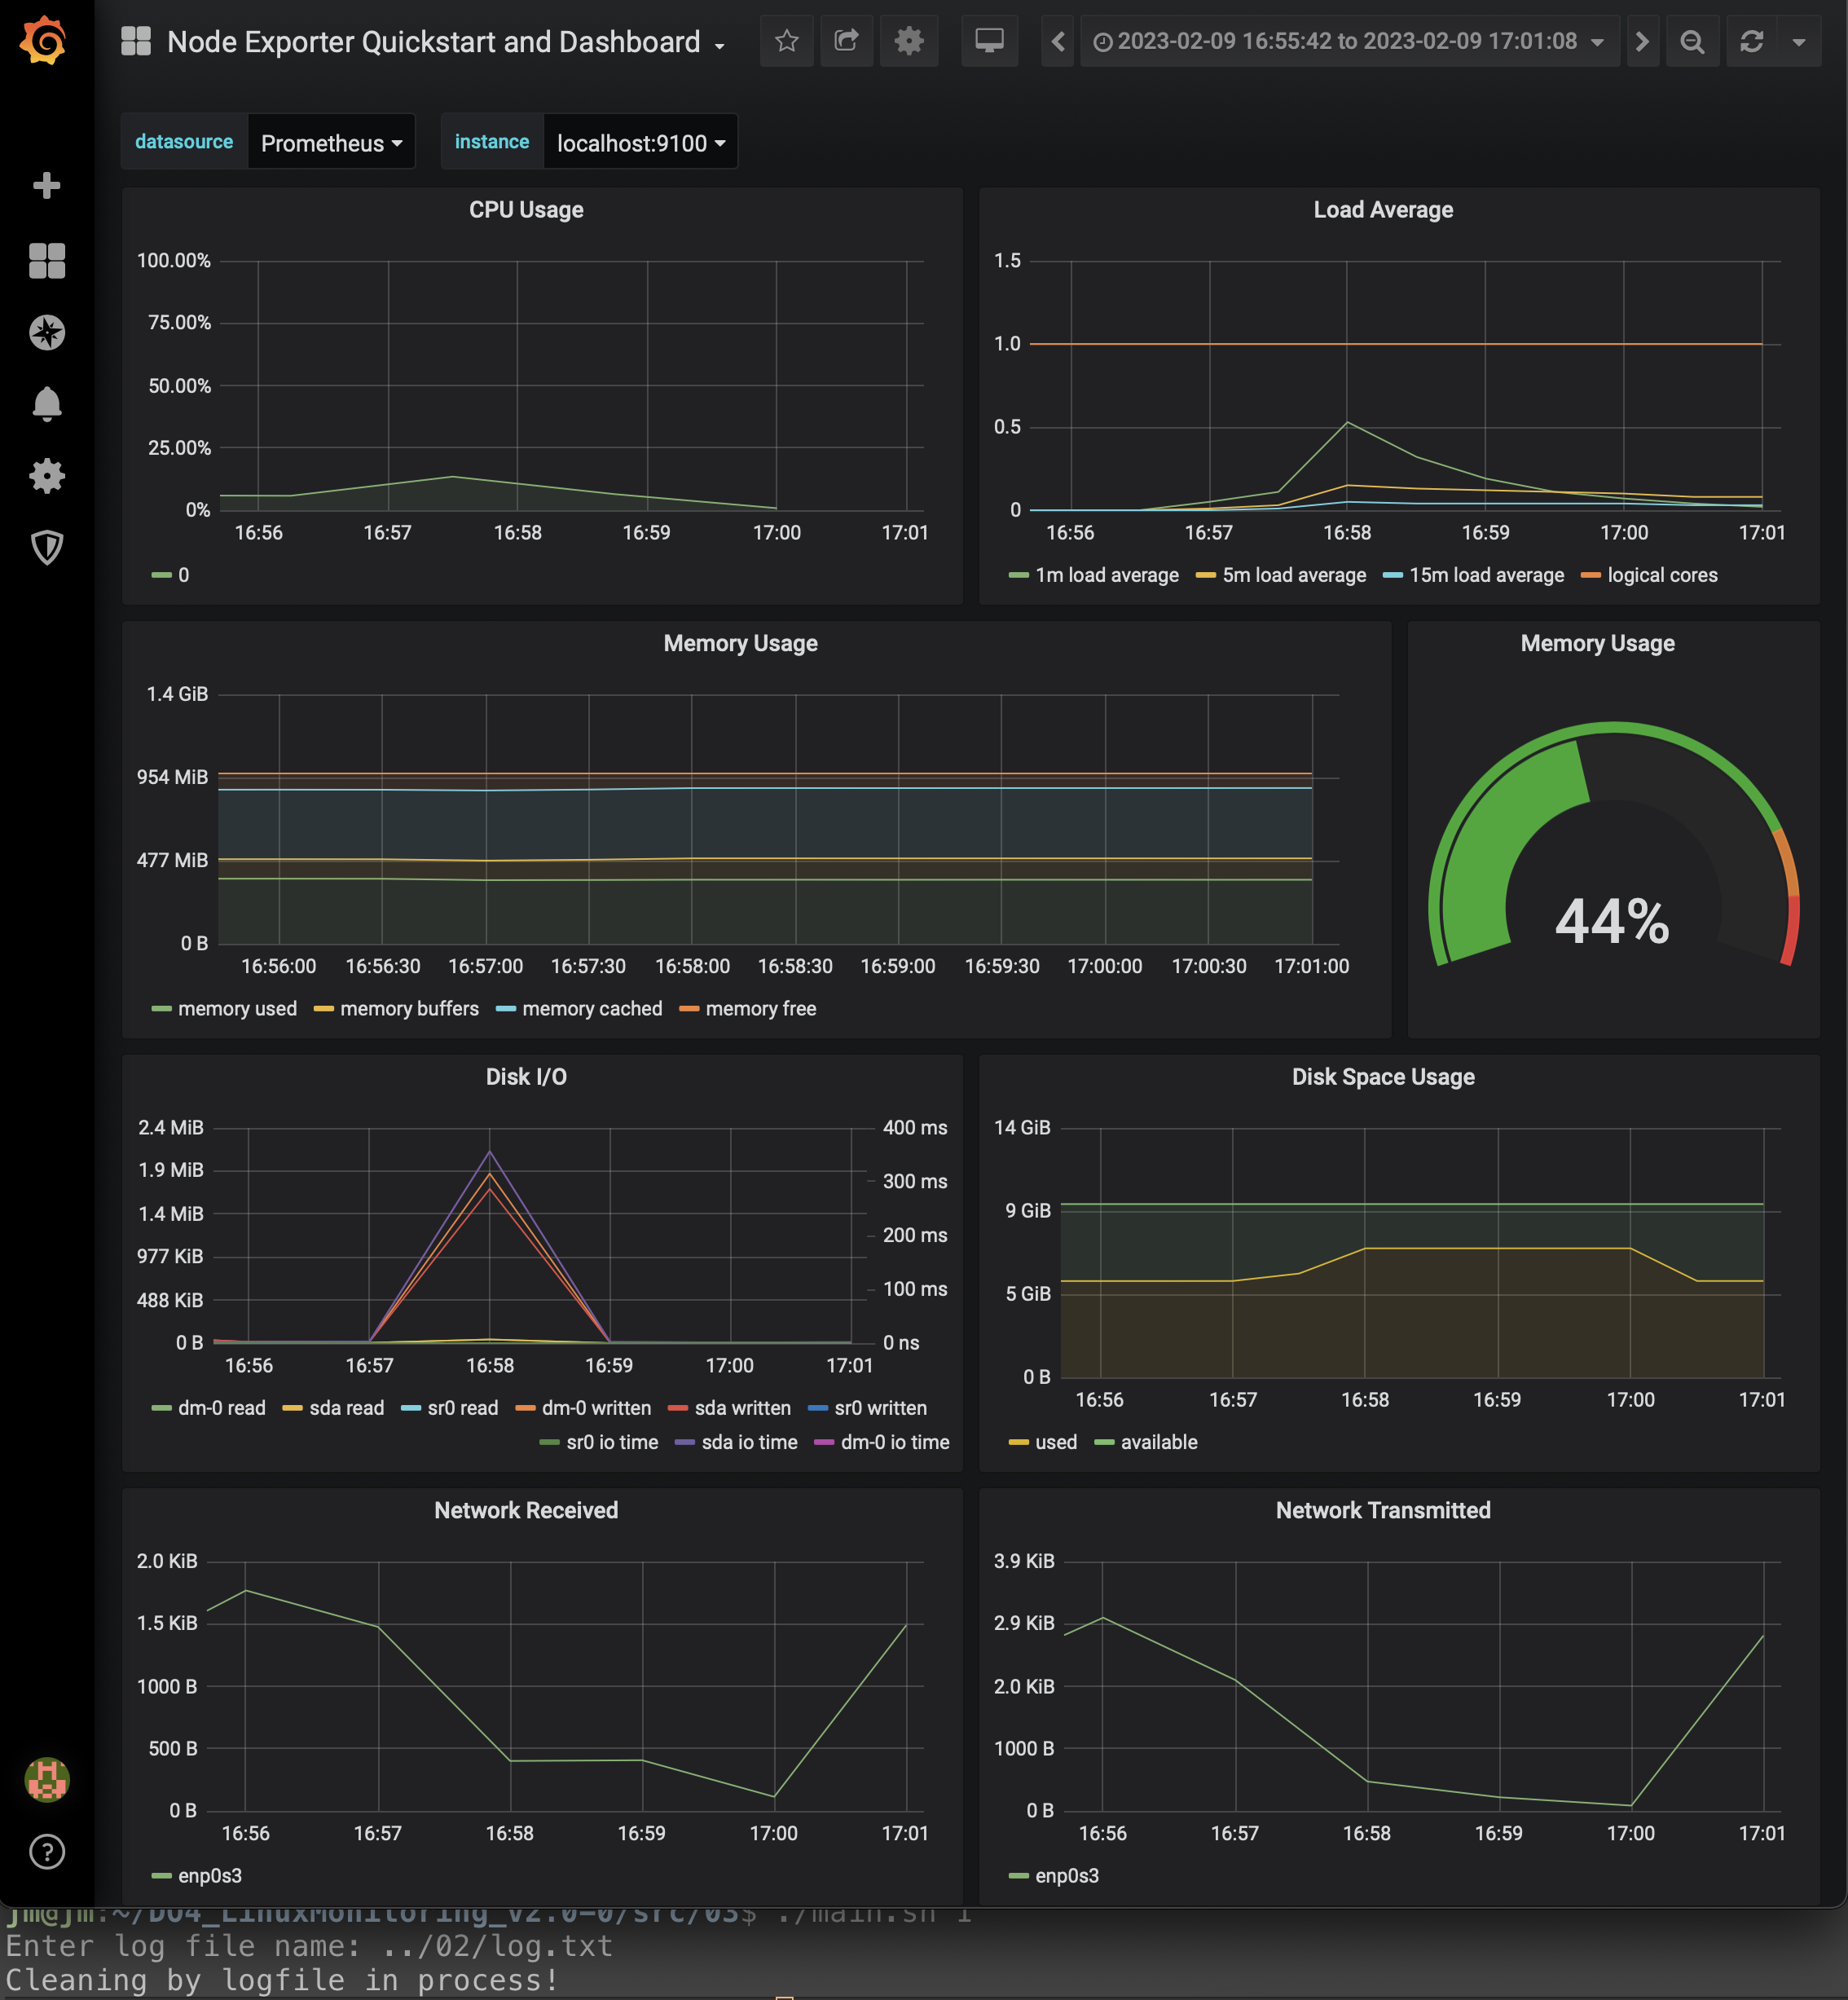 Node Exporter Quickstart and Dashboard
2023-02-09 16:55:42 to 2023-02-09 17:01:08
datasource Prometheus instance localhost:9100
CPU Usage
100.00%
75.00%
50.00%
25.00%
0%
16:56 16:57 16:58 16:59 17:00 17:01
0
Load Average
1.5
1.0
0.5
0
16:56 16:57 16:58 16:59 17:00 17:01
1m load average 5m load average 15m load average logical cores
Memory Usage
1.4 GiB
954 MiB
477 MiB
0 B
16:56:00 16:56:30 16:57:00 16:57:30 16:58:00 16:58:30 16:59:00 16:59:30 17:00:00 17:00:30 17:01:00
memory used memory buffers memory cached memory free
Memory Usage
44%
Disk I/O
2.4 MiB 400 ms
1.9 MiB 300 ms
1.4 MiB 200 ms
977 KiB 100 ms
488 KiB
0 B 0 ns
16:56 16:57 16:58 16:59 17:00 17:01
dm-0 read sda read sr0 read dm-0 written sda written sr0 written
sr0 io time sda io time dm-0 io time
Disk Space Usage
14 GiB
9 GiB
5 GiB
0 B
16:56 16:57 16:58 16:59 17:00 17:01
used available
Network Received
2.0 KiB
1.5 KiB
1000 B
500 B
0 B
16:56 16:57 16:58 16:59 17:00 17:01
enp0s3
Network Transmitted
3.9 KiB
2.9 KiB
2.0 KiB
1000 B
0 B
16:56 16:57 16:58 16:59 17:00 17:01
enp0s3
jm@jm:~/DO4_LinuxMonitoring_v2.0-0/src/03$ ./main.sh 1
Enter log file name: ../02/log.txt
Cleaning by logfile in process!